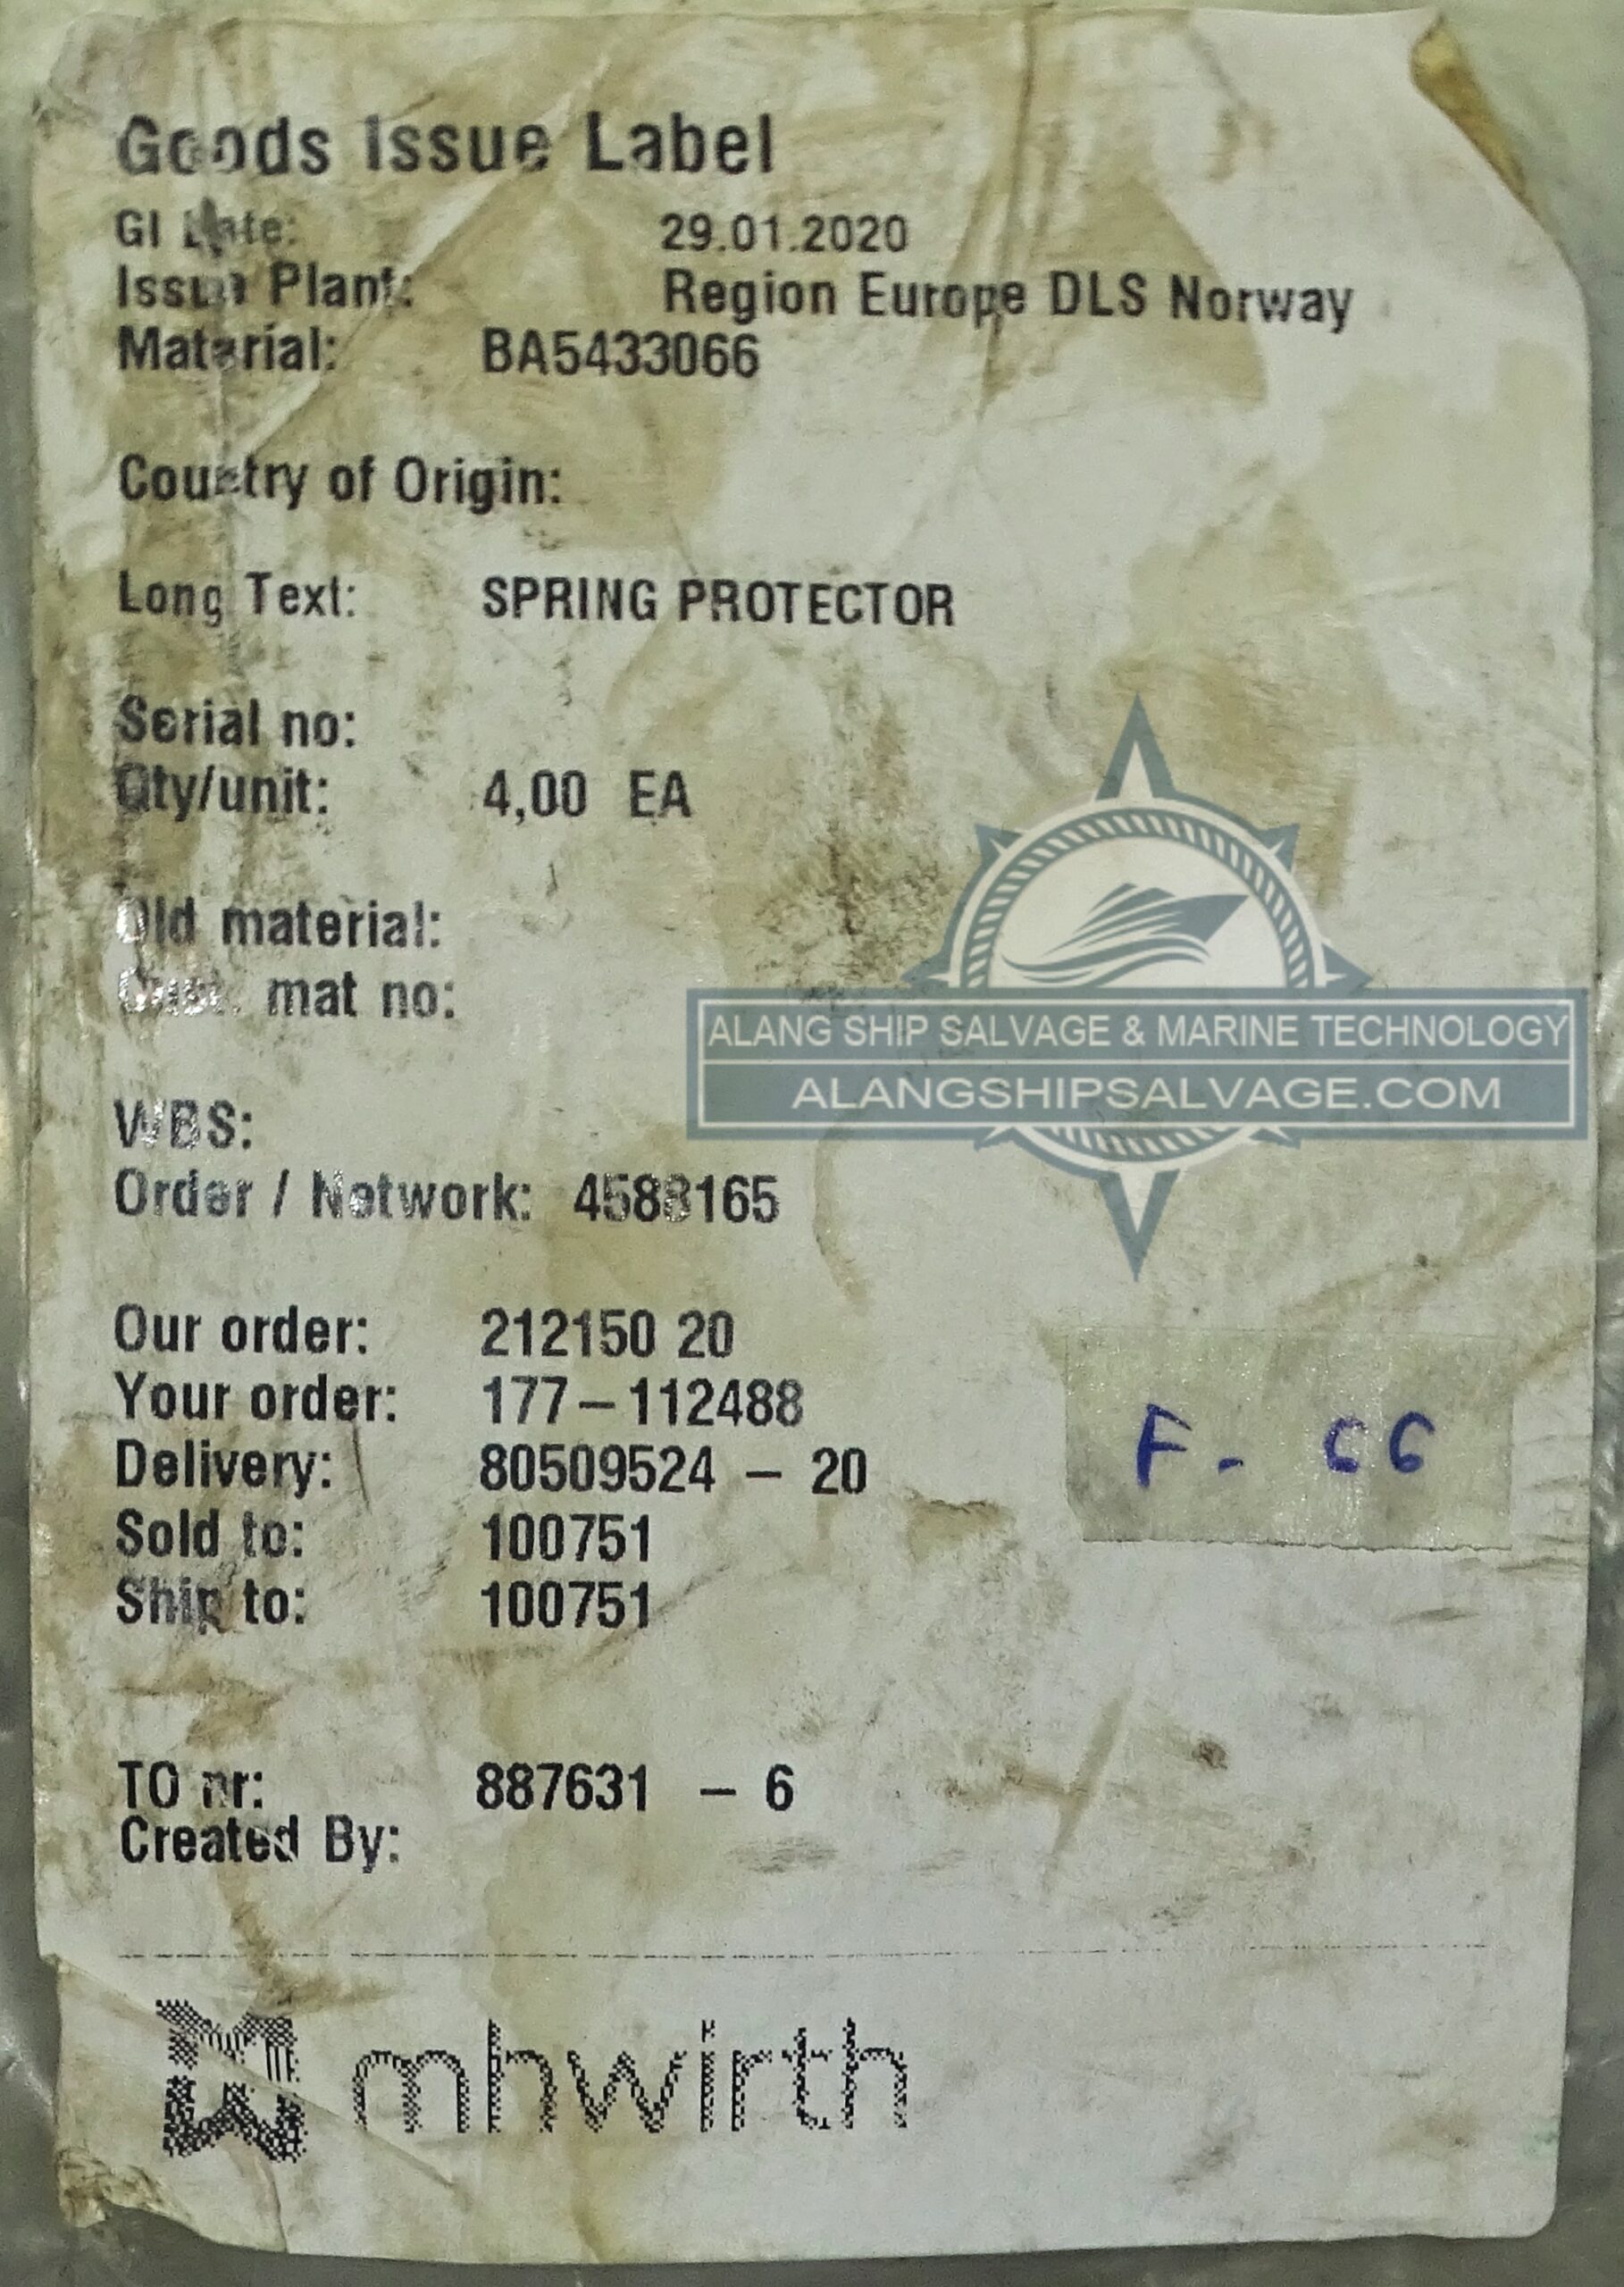 Goods Issue Label
GI Date: 29.01.2020
Issue Plant: Region Europe DLS Norway
Material: BA5433066
Country of Origin:
Long Text: SPRING PROTECTOR
Serial no:
Qty/unit: 4,00 EA
Old material:
Cust. mat no:
ALANG SHIP SALVAGE & MARINE TECHNOLOGY
ALANGSHIPSALVAGE.COM
WBS:
Order / Network: 4588165
Our order: 212150 20
Your order: 177-112488
Delivery: 80509524 - 20
F- 66
Sold to: 100751
Ship to: 100751
TO nr: 887631 - 6
Created By:
mhwirth